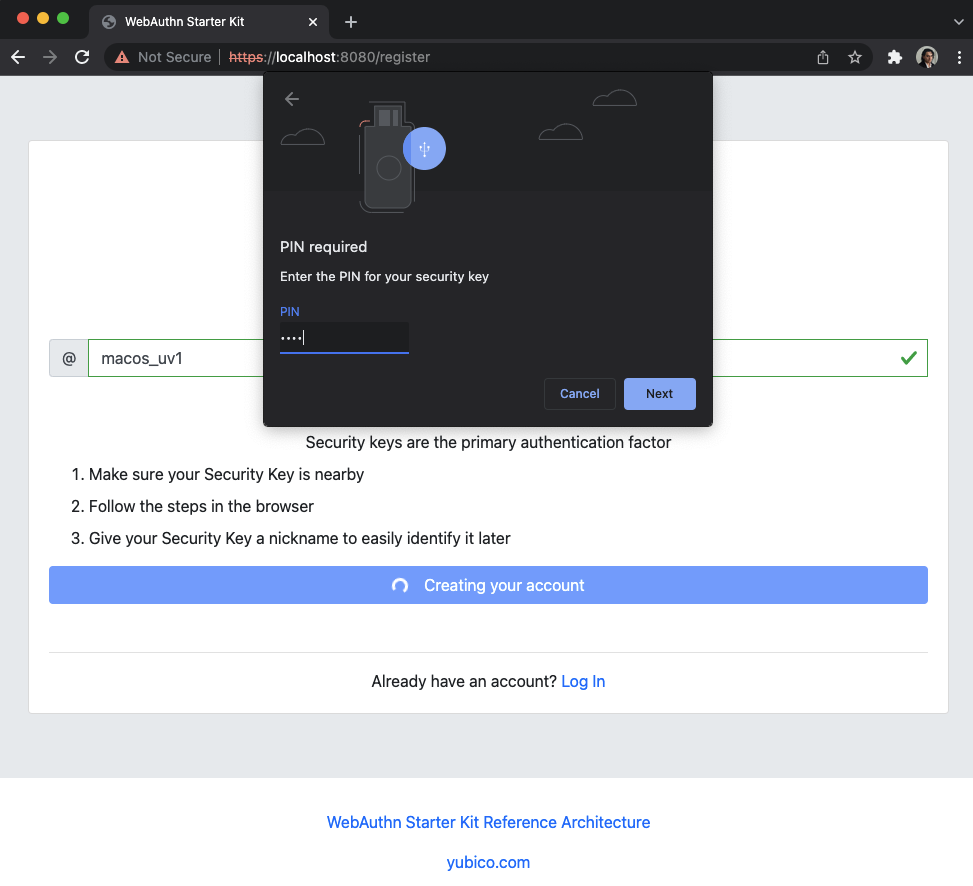 WebAuthn Starter Kit
Not Secure https://localhost:8080/register
PIN required
Enter the PIN for your security key
PIN
••••
@ macos_uv1
Cancel Next
Security keys are the primary authentication factor
1. Make sure your Security Key is nearby
2. Follow the steps in the browser
3. Give your Security Key a nickname to easily identify it later
Creating your account
Already have an account? Log In
WebAuthn Starter Kit Reference Architecture
yubico.com